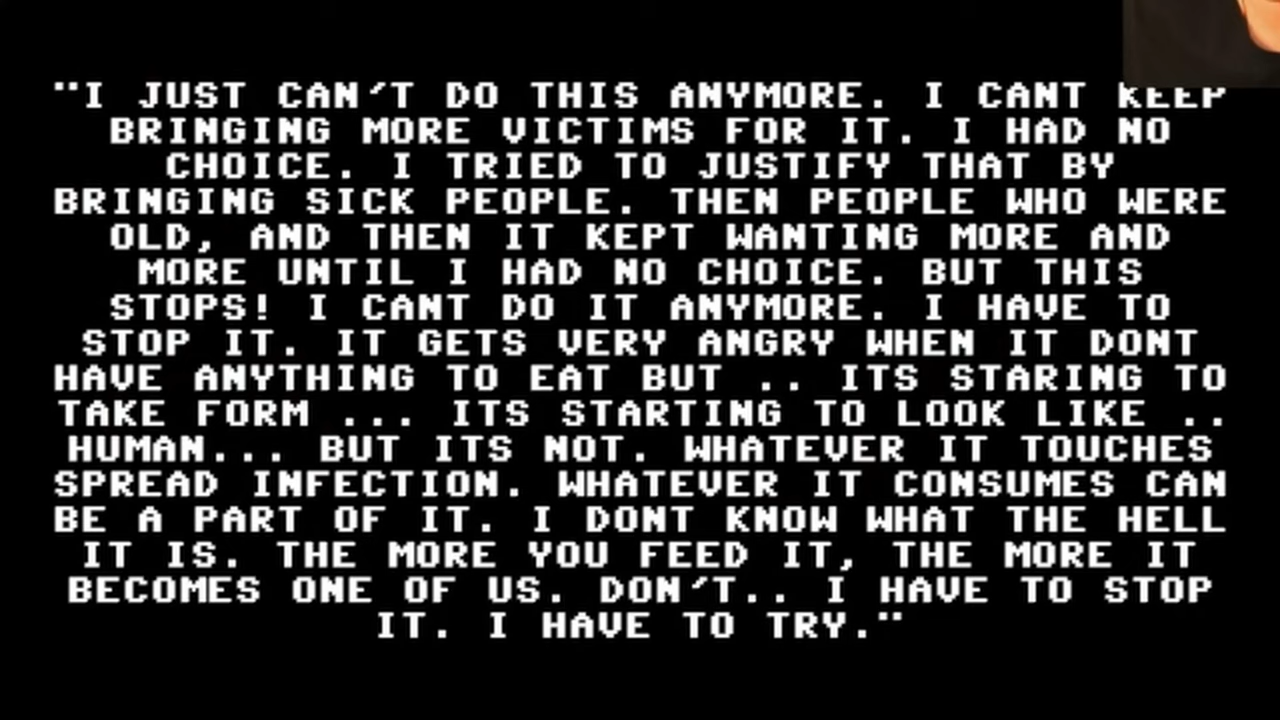 "I JUST CAN'T DO THIS ANYMORE. I CANT KEEP
BRINGING MORE VICTIMS FOR IT. I HAD NO
CHOICE. I TRIED TO JUSTIFY THAT BY
BRINGING SICK PEOPLE. THEN PEOPLE WHO WERE
OLD, AND THEN IT KEPT WANTING MORE AND
MORE UNTIL I HAD NO CHOICE. BUT THIS
STOPS! I CANT DO IT ANYMORE. I HAVE TO
STOP IT. IT GETS VERY ANGRY WHEN IT DONT
HAVE ANYTHING TO EAT BUT .. ITS STARING TO
TAKE FORM ... ITS STARTING TO LOOK LIKE ..
HUMAN... BUT ITS NOT. WHATEVER IT TOUCHES
SPREAD INFECTION. WHATEVER IT CONSUMES CAN
BE A PART OF IT. I DONT KNOW WHAT THE HELL
IT IS. THE MORE YOU FEED IT, THE MORE IT
BECOMES ONE OF US. DON'T.. I HAVE TO STOP
IT. I HAVE TO TRY."